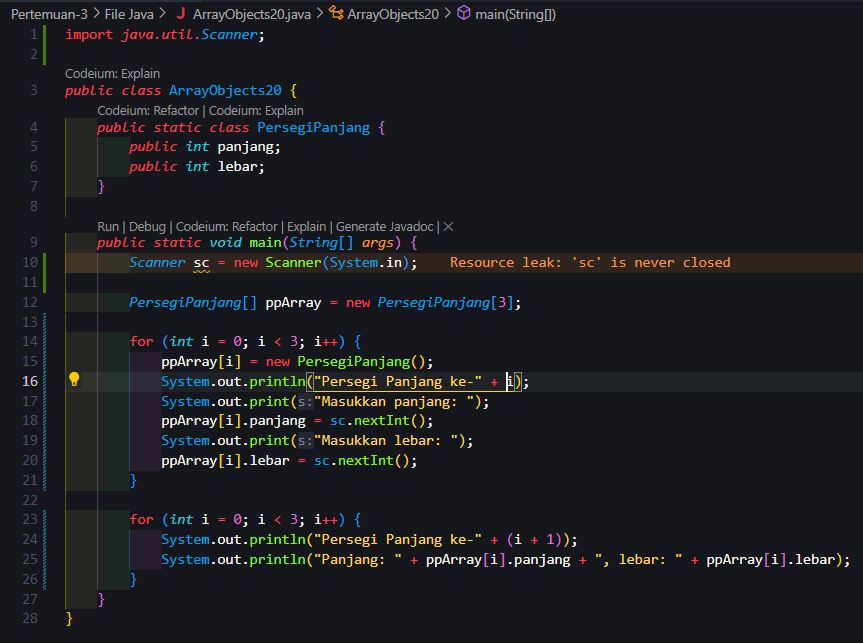 Pertemuan-3 > File Java > J ArrayObjects20.java > ArrayObjects20 > main(String[])
1 import java.util.Scanner;
2
Codeium: Explain
3 public class ArrayObjects20 {
Codeium: Refactor | Codeium: Explain
4 public static class PersegiPanjang {
5 public int panjang;
6 public int lebar;
7 }
8
Run | Debug | Codeium: Refactor | Explain | Generate Javadoc | ×
9 public static void main(String[] args) {
10 Scanner sc = new Scanner(System.in); Resource leak: 'sc' is never closed
11
12 PersegiPanjang[] ppArray = new PersegiPanjang[3];
13
14 for (int i = 0; i < 3; i++) {
15 ppArray[i] = new PersegiPanjang();
16 System.out.println("Persegi Panjang ke-" + i);
17 System.out.print(s:"Masukkan panjang: ");
18 ppArray[i].panjang = sc.nextInt();
19 System.out.print(s:"Masukkan lebar: ");
20 ppArray[i].lebar = sc.nextInt();
21 }
22
23 for (int i = 0; i < 3; i++) {
24 System.out.println("Persegi Panjang ke-" + (i + 1));
25 System.out.println("Panjang: " + ppArray[i].panjang + ", lebar: " + ppArray[i].lebar);
26 }
27 }
28 }